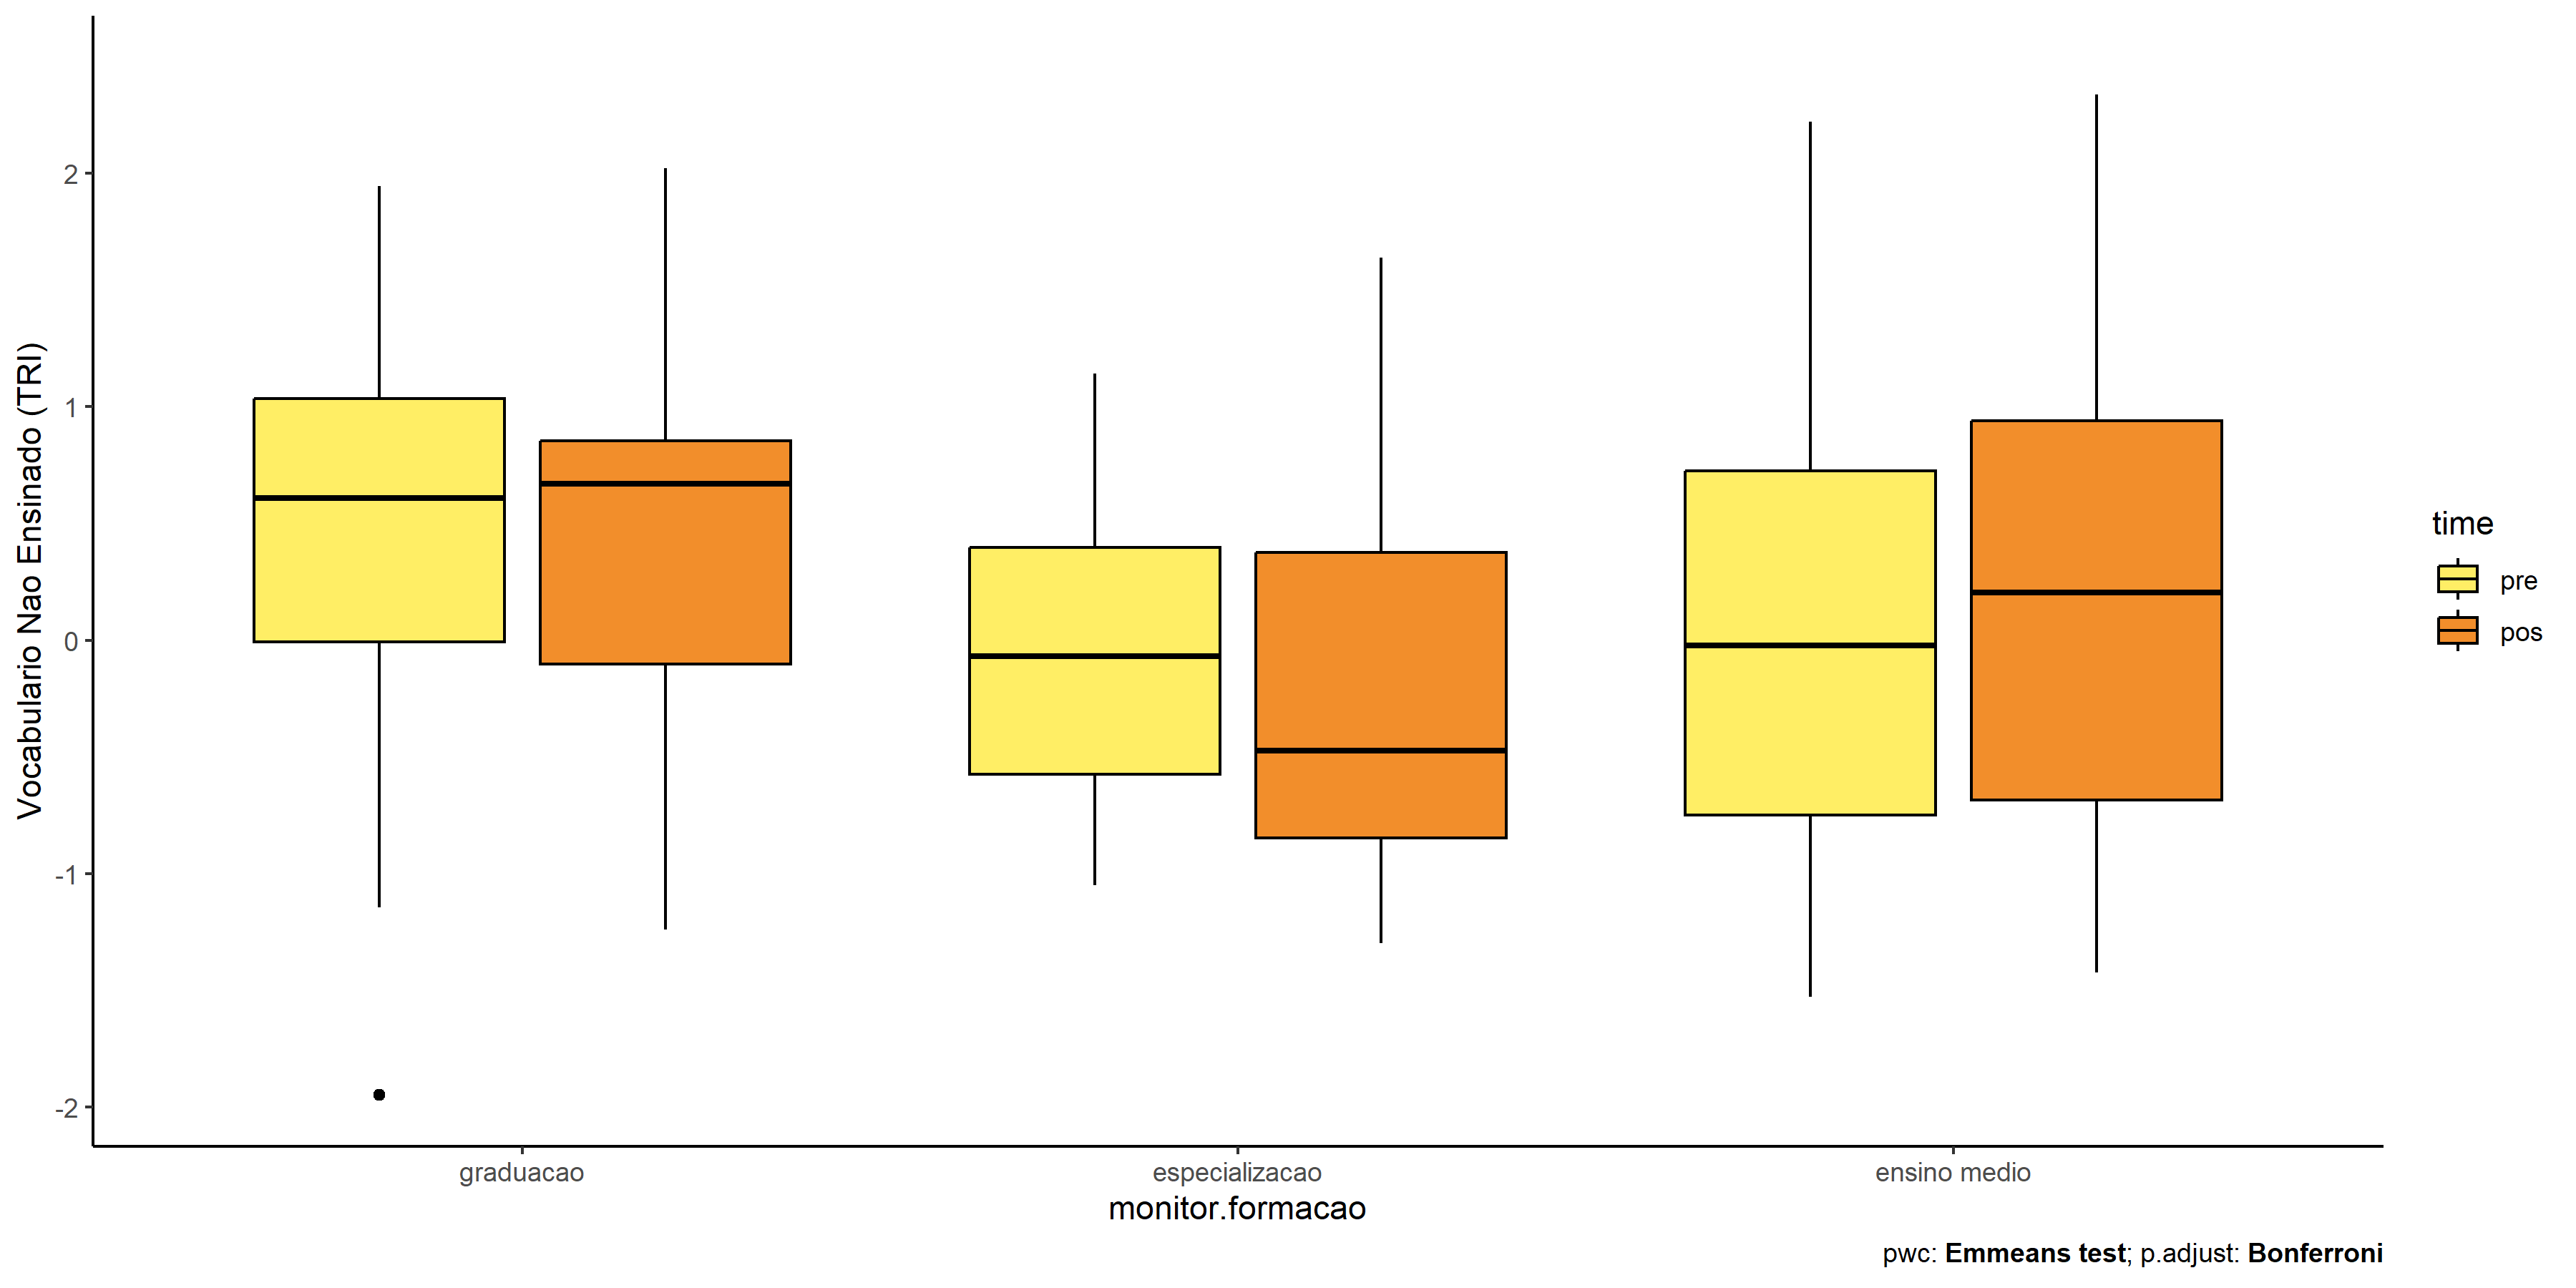 Vocabulario Nao Ensinado (TRI)
2
1
0
-1
-2
graduacao
especializacao
ensino medio
monitor.formacao
time
pre
pos
pwc: Emmeans test; p.adjust: Bonferroni